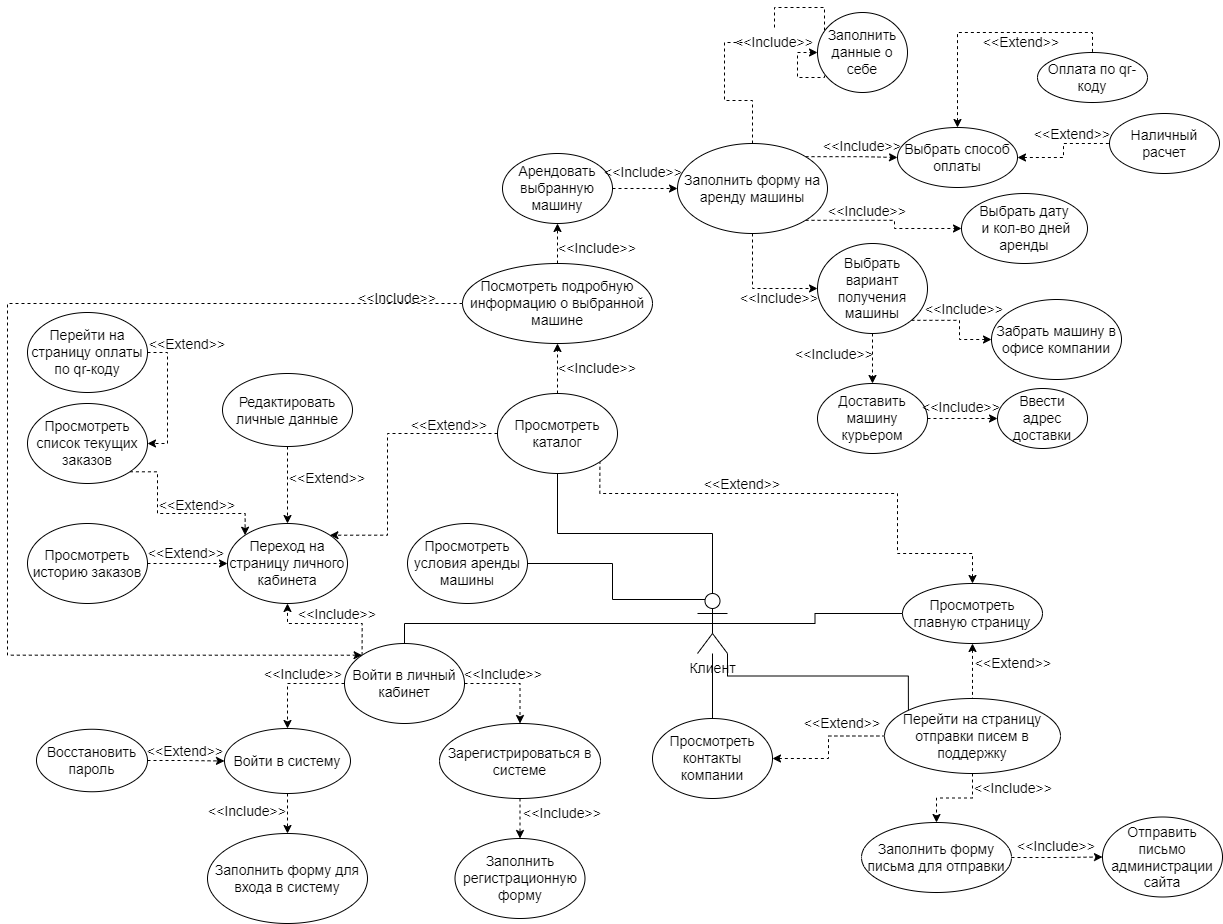 <<Include>>
Заполнить
данные о
себе
<<Extend>>
Оплата по qr-
коду
<<Include>>
Выбрать способ
оплаты
<<Extend>>
Наличный
расчет
Арендовать
выбранную
машину
<<Include>>
Заполнить форму на
аренду машины
<<Include>>
Выбрать дату
и кол-во дней
аренды
<<Include>>
Посмотреть подробную
информацию о выбранной
машине
<<Include>>
<<Include>>
Выбрать
вариант
получения
машины
<<Include>>
Забрать машину в
офисе компании
Перейти на
страницу оплаты
по qr-коду
<<Extend>>
<<Include>>
<<Include>>
Доставить
машину
курьером
<<Include>>
Ввести
адрес
доставки
Просмотреть
список текущих
заказов
Редактировать
личные данные
<<Extend>>
Просмотреть
каталог
<<Extend>>
<<Extend>>
<<Extend>>
Просмотреть
историю заказов
<<Extend>>
Переход на
страницу личного
кабинета
Просмотреть
условия аренды
машины
<<Include>>
Просмотреть
главную страницу
Клиент
<<Extend>>
<<Include>>
Войти в личный
кабинет
<<Include>>
<<Extend>>
Перейти на страницу
отправки писем в
поддержку
Восстановить
пароль
<<Extend>>
Войти в систему
Зарегистрироваться в
системе
Просмотреть
контакты
компании
<<Include>>
<<Include>>
<<Include>>
Заполнить форму для
входа в систему
Заполнить
регистрационную
форму
Заполнить форму
письма для отправки
<<Include>>
Отправить
письмо
администрации
сайта